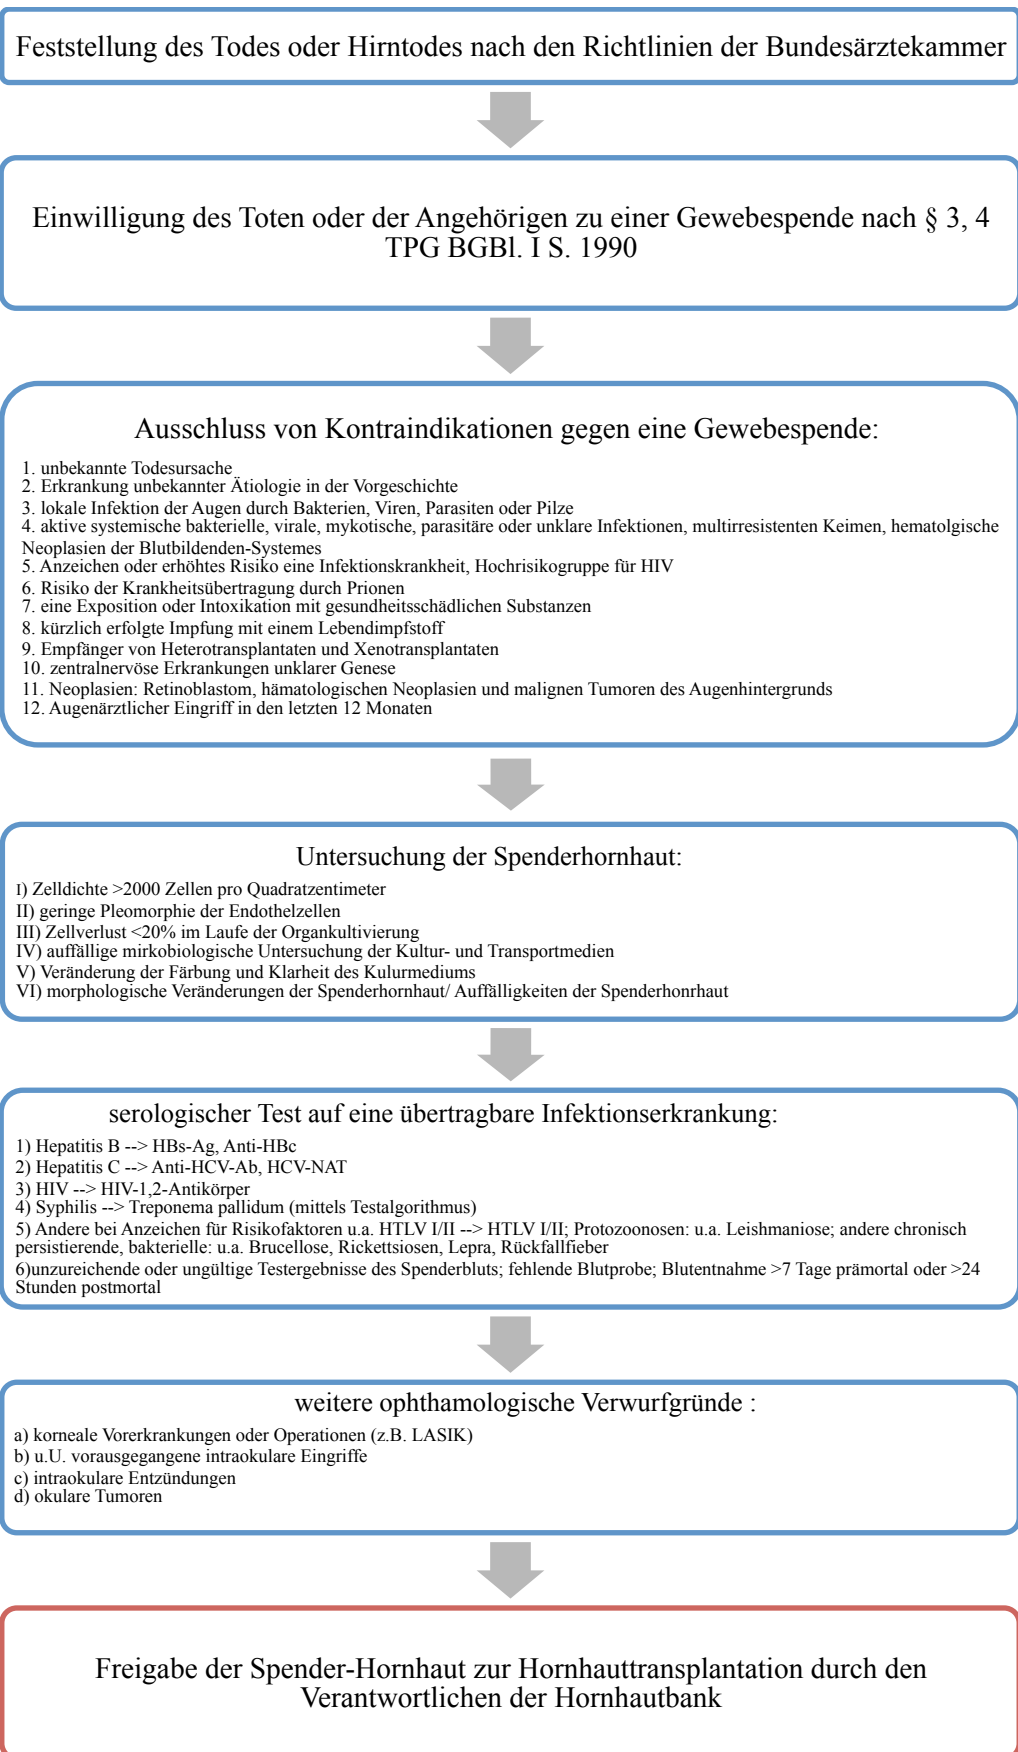 Feststellung des Todes oder Hirntodes nach den Richtlinien der Bundesärztekammer
Einwilligung des Toten oder der Angehörigen zu einer Gewebespende nach § 3, 4
TPG BGBl. I S. 1990
Ausschluss von Kontraindikationen gegen eine Gewebespende:
1. unbekannte Todesursache
2. Erkrankung unbekannter Ätiologie in der Vorgeschichte
3. lokale Infektion der Augen durch Bakterien, Viren, Parasiten oder Pilze
4. aktive systemische bakterielle, virale, mykotische, parasitäre oder unklare Infektionen, multirresistenten Keimen, hematolgische
Neoplasien der Blutbildenden-Systemes
5. Anzeichen oder erhöhtes Risiko eine Infektionskrankheit, Hochrisikogruppe für HIV
6. Risiko der Krankheitsübertragung durch Prionen
7. eine Exposition oder Intoxikation mit gesundheitsschädlichen Substanzen
8. kürzlich erfolgte Impfung mit einem Lebendimpfstoff
9. Empfänger von Heterotransplantaten und Xenotransplantaten
10. zentralnervöse Erkrankungen unklarer Genese
11. Neoplasien: Retinoblastom, hämatologischen Neoplasien und malignen Tumoren des Augenhintergrunds
12. Augenärztlicher Eingriff in den letzten 12 Monaten
Untersuchung der Spenderhornhaut:
I) Zelldichte >2000 Zellen pro Quadratzentimeter
II) geringe Pleomorphie der Endothelzellen
III) Zellverlust <20% im Laufe der Organkultivierung
IV) auffällige mirkobiologische Untersuchung der Kultur- und Transportmedien
V) Veränderung der Färbung und Klarheit des Kulurmediums
VI) morphologische Veränderungen der Spenderhornhaut/ Auffälligkeiten der Spenderhonrhaut
serologischer Test auf eine übertragbare Infektionserkrankung:
1) Hepatitis B --> HBs-Ag, Anti-HBc
2) Hepatitis C --> Anti-HCV-Ab, HCV-NAT
3) HIV --> HIV-1,2-Antikörper
4) Syphilis --> Treponema pallidum (mittels Testalgorithmus)
5) Andere bei Anzeichen für Risikofaktoren u.a. HTLV I/II --> HTLV I/II; Protozoonosen: u.a. Leishmaniose; andere chronisch
persistierende, bakterielle: u.a. Brucellose, Rickettsiosen, Lepra, Rückfallfieber
6)unzureichende oder ungültige Testergebnisse des Spenderbluts; fehlende Blutprobe; Blutentnahme >7 Tage prämortal oder >24
Stunden postmortal
weitere ophthamologische Verwurfgründe :
a) korneale Vorerkrankungen oder Operationen (z.B. LASIK)
b) u.U. vorausgegangene intraokulare Eingriffe
c) intraokulare Entzündungen
d) okulare Tumoren
Freigabe der Spender-Hornhaut zur Hornhauttransplantation durch den
Verantwortlichen der Hornhautbank